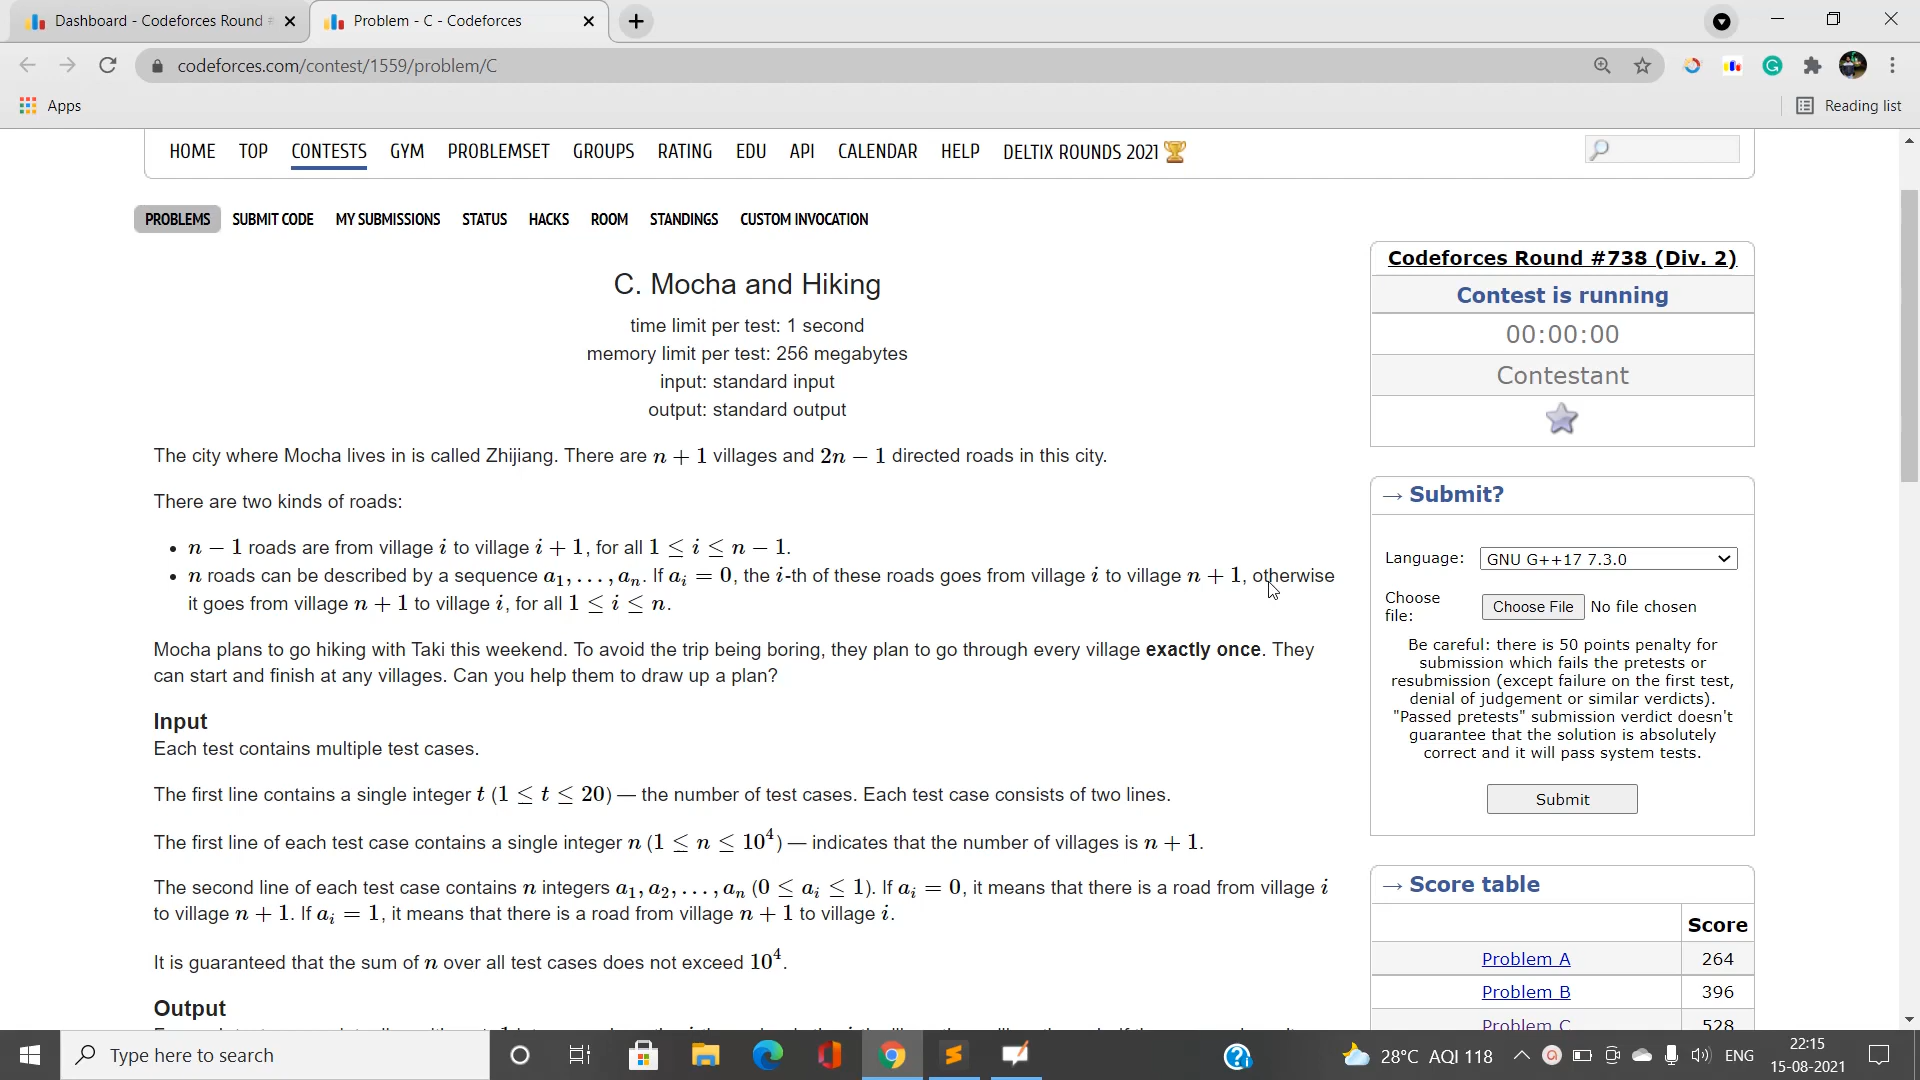 Dashboard - Codeforces Round
Problem - C - Codeforces
codeforces.com/contest/1559/problem/C
Apps
Reading list
HOME TOP CONTESTS GYM PROBLEMSET GROUPS RATING EDU API CALENDAR HELP DELTIX ROUNDS 2021
PROBLEMS SUBMIT CODE MY SUBMISSIONS STATUS HACKS ROOM STANDINGS CUSTOM INVOCATION
C. Mocha and Hiking
time limit per test: 1 second
memory limit per test: 256 megabytes
input: standard input
output: standard output
The city where Mocha lives in is called Zhijiang. There are n + 1 villages and 2n − 1 directed roads in this city.
There are two kinds of roads:
• n − 1 roads are from village i to village i + 1, for all 1 ≤ i ≤ n − 1.
• n roads can be described by a sequence a₁, …, aₙ. If aᵢ = 0, the i-th of these roads goes from village i to village n + 1, otherwise
it goes from village n + 1 to village i, for all 1 ≤ i ≤ n.
Mocha plans to go hiking with Taki this weekend. To avoid the trip being boring, they plan to go through every village exactly once. They
can start and finish at any villages. Can you help them to draw up a plan?
Input
Each test contains multiple test cases.
The first line contains a single integer t (1 ≤ t ≤ 20) — the number of test cases. Each test case consists of two lines.
The first line of each test case contains a single integer n (1 ≤ n ≤ 10⁴) — indicates that the number of villages is n + 1.
The second line of each test case contains n integers a₁, a₂, …, aₙ (0 ≤ aᵢ ≤ 1). If aᵢ = 0, it means that there is a road from village i
to village n + 1. If aᵢ = 1, it means that there is a road from village n + 1 to village i.
It is guaranteed that the sum of n over all test cases does not exceed 10⁴.
Output
Codeforces Round #738 (Div. 2)
Contest is running
00:00:00
Contestant
→ Submit?
Language: GNU G++17 7.3.0
Choose
file:
Choose File No file chosen
Be careful: there is 50 points penalty for
submission which fails the pretests or
resubmission (except failure on the first test,
denial of judgement or similar verdicts).
"Passed pretests" submission verdict doesn't
guarantee that the solution is absolutely
correct and it will pass system tests.
Submit
→ Score table
Score
Problem A 264
Problem B 396
Problem C 528
Type here to search
28°C AQI 118
ENG
22:15
15-08-2021